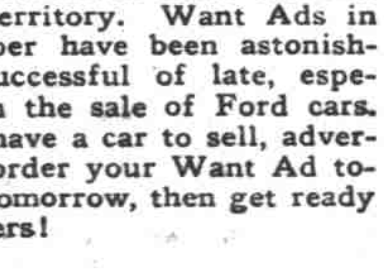 erritory. Want Ads in
per have been astonish-
uccessful of late, espe-
n the sale of Ford cars.
have a car to sell, adver-
order your Want Ad to-
omorrow, then get ready
ers!